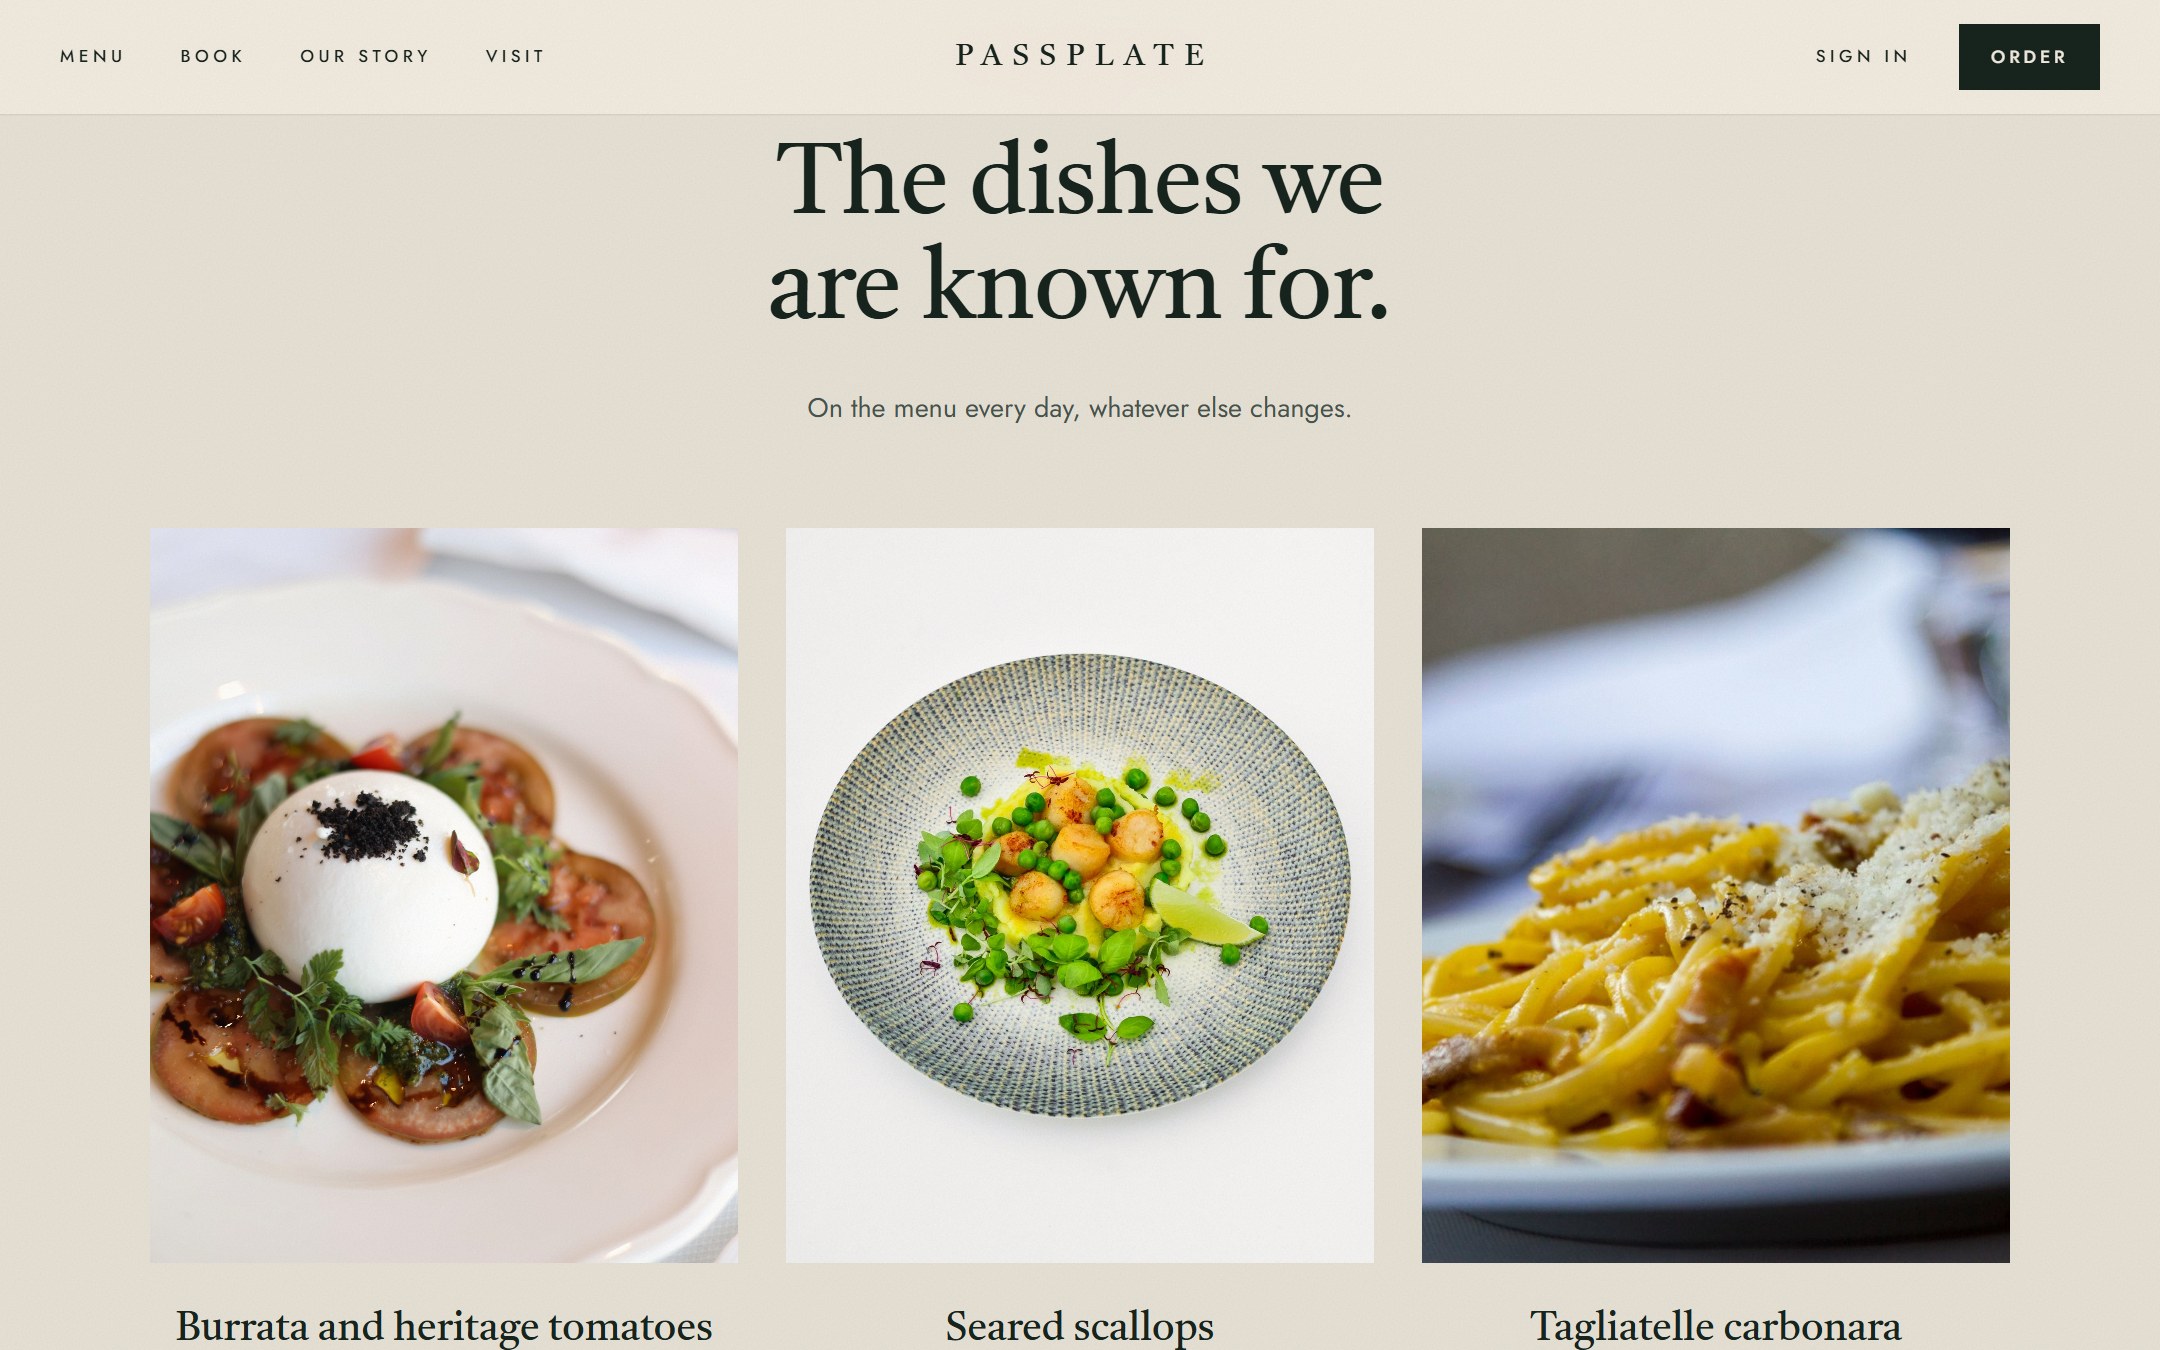 MENU
BOOK
OUR STORY
VISIT
PASSPLATE
SIGN IN
ORDER
The dishes we
are known for.
On the menu every day, whatever else changes.
Burrata and heritage tomatoes
Seared scallops
Tagliatelle carbonara